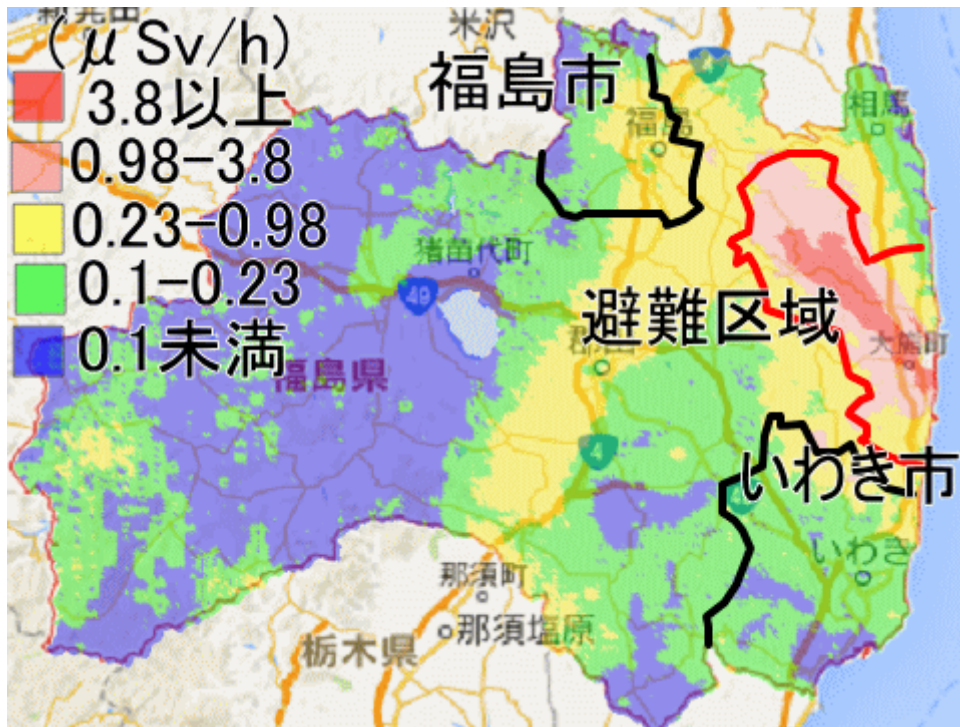 (μSv/h)
3.8以上
0.98-3.8
0.23-0.98
0.1-0.23
0.1未満
米沢
福島市
4
福島
相馬
猪苗代町
49
避難区域
郡山
大熊町
福島県
4
いわき市
いわき
那須町
那須塩原
栃木県